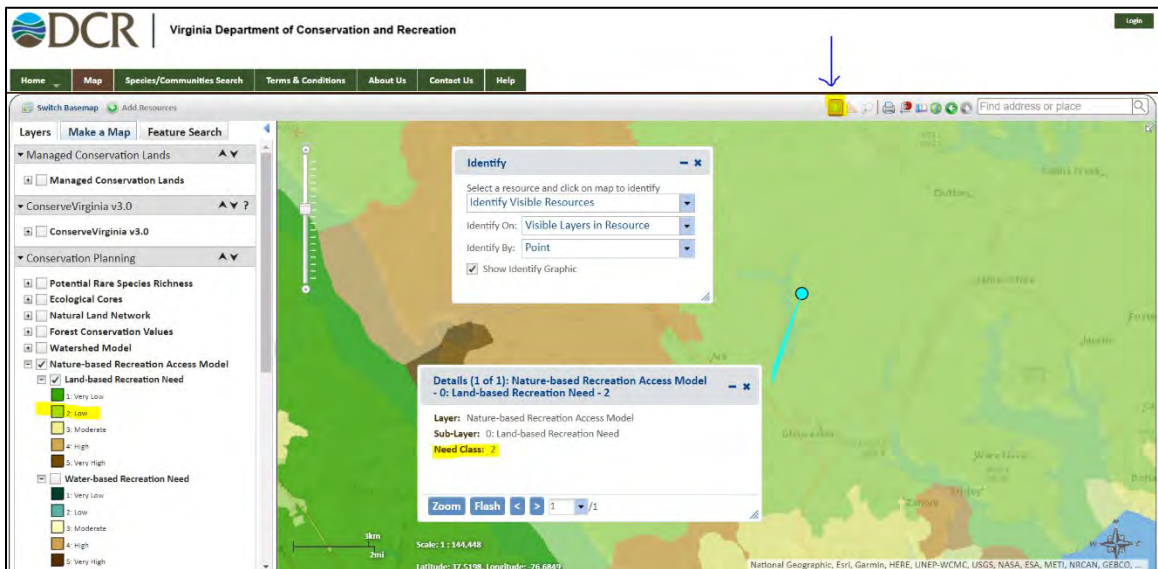 DCR
Virginia Department of Conservation and Recreation
Login
Home
Map
Species/Communities Search
Terms & Conditions
About Us
Contact Us
Help
Switch Basemap
Add Resources
Find address or place
Layers
Make a Map
Feature Search
Managed Conservation Lands
Managed Conservation Lands
ConserveVirginia v3.0
?
ConserveVirginia v3.0
Conservation Planning
Potential Rare Species Richness
Ecological Cores
Natural Land Network
Forest Conservation Values
Watershed Model
Nature-based Recreation Access Model
Land-based Recreation Need
1: Very Low
2: Low
3: Moderate
4: High
5: Very High
Water-based Recreation Need
1: Very Low
2: Low
3: Moderate
4: High
5: Very High
Identify
Select a resource and click on map to identify
Identify Visible Resources
Identify On: Visible Layers in Resource
Identify By: Point
Show Identify Graphic
Details (1 of 1): Nature-based Recreation Access Model
- 0: Land-based Recreation Need - 2
Layer: Nature-based Recreation Access Model
Sub-Layer: 0: Land-based Recreation Need
Need Class: 2
Zoom Flash < > 1 /1
Dutton
Ark
Gloucester
Ware Neck
Zanoni
3km
2mi
Scale: 1 : 144,448
Latitude: 37.5198, Longitude: -76.6849
National Geographic, Esri, Garmin, HERE, UNEP-WCMC, USGS, NASA, ESA, METI, NRCAN, GEBCO, ...